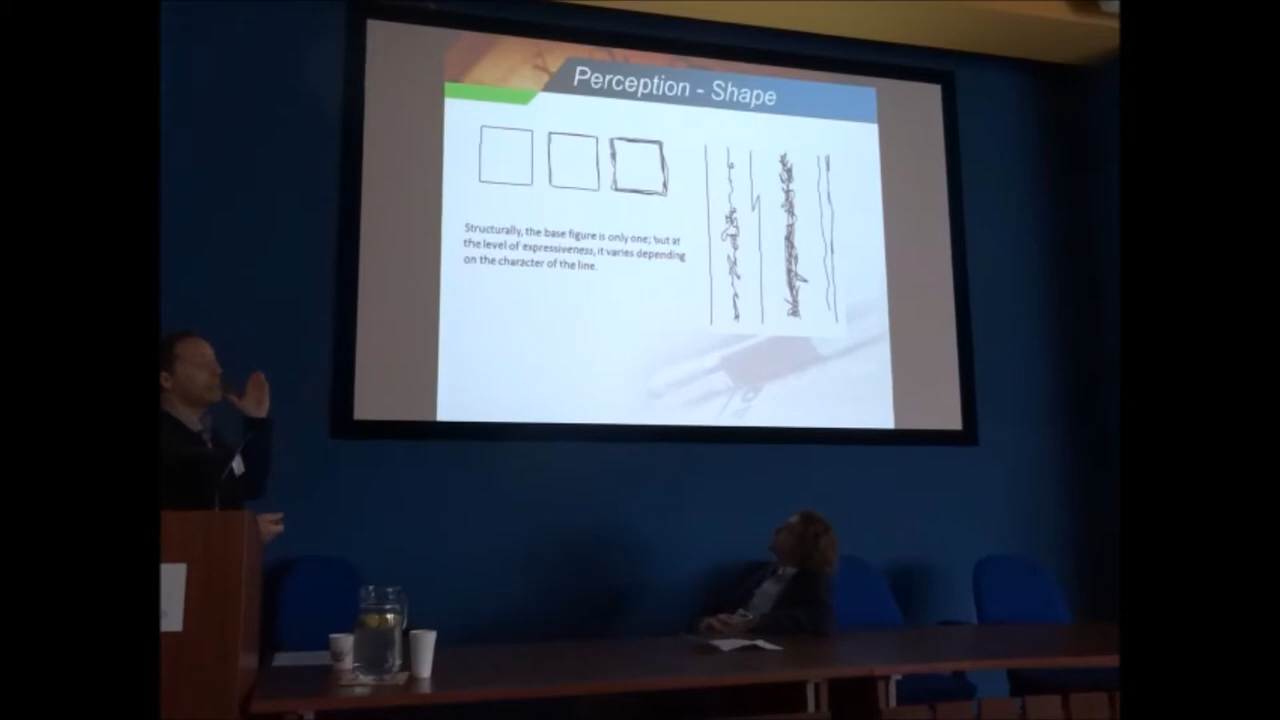 Perception - Shape
Structurally, the base figure is only one; but at
the level of expressiveness, it varies depending
on the character of the line.